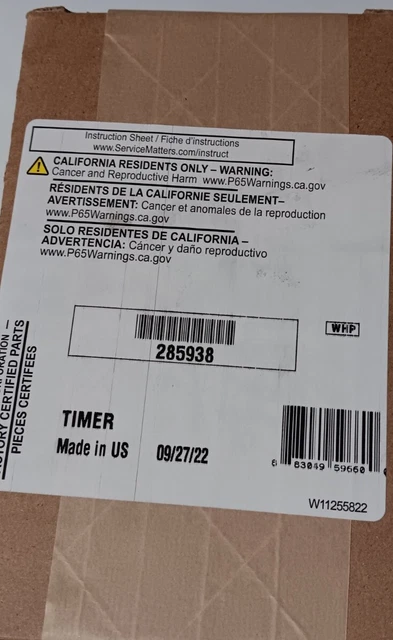 Instruction Sheet / Fiche d'instructions
www.ServiceMatters.com/instruct
CALIFORNIA RESIDENTS ONLY – WARNING:
Cancer and Reproductive Harm www.P65Warnings.ca.gov
RÉSIDENTS DE LA CALIFORNIE SEULEMENT–
AVERTISSEMENT: Cancer et anomales de la reproduction
www.P65Warnings.ca.gov
SOLO RESIDENTES DE CALIFORNIA –
ADVERTENCIA: Cáncer y daño reproductivo
www.P65Warnings.ca.gov
WHP
285938
CERTIFIED PARTS
PIECES CERTIFEES
TIMER
Made in US 09/27/22
83049 59660
W11255822